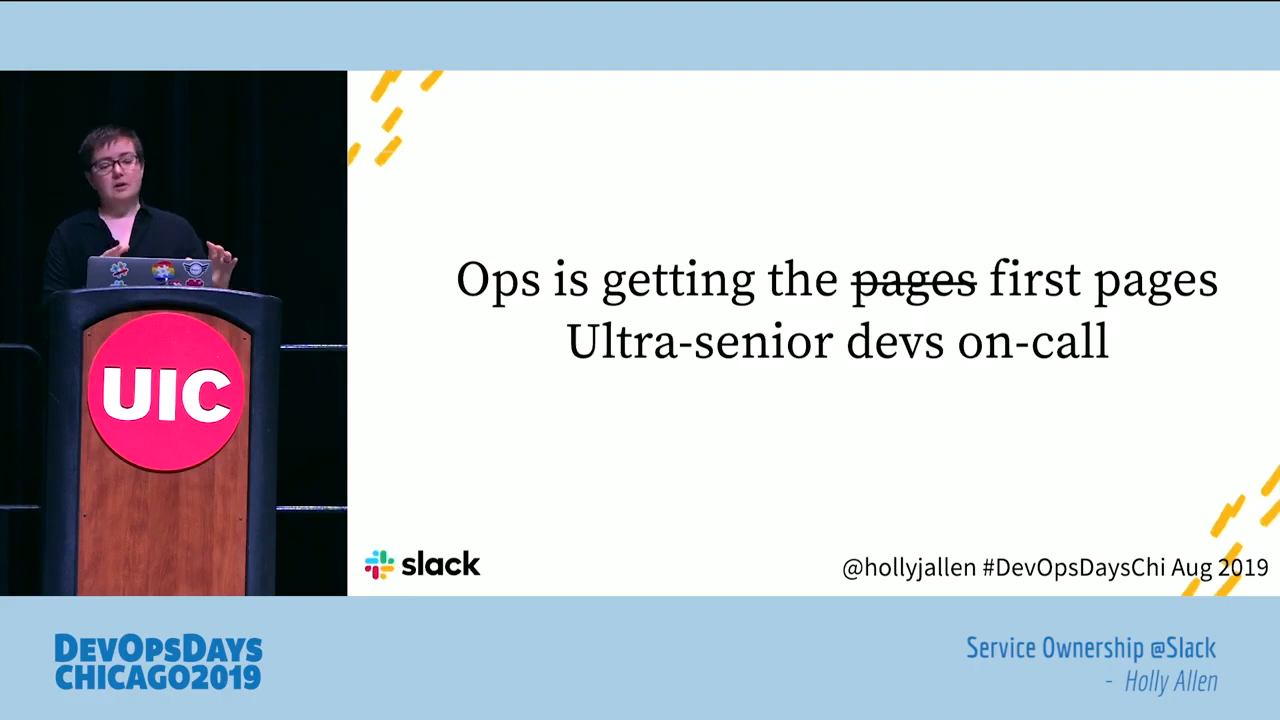 Ops is getting the pages first pages
Ultra-senior devs on-call
UIC
slack
@hollyjallen #DevOpsDaysChi Aug 2019
DEVOPSDAYS
CHICAGO2019
Service Ownership @Slack
- Holly Allen